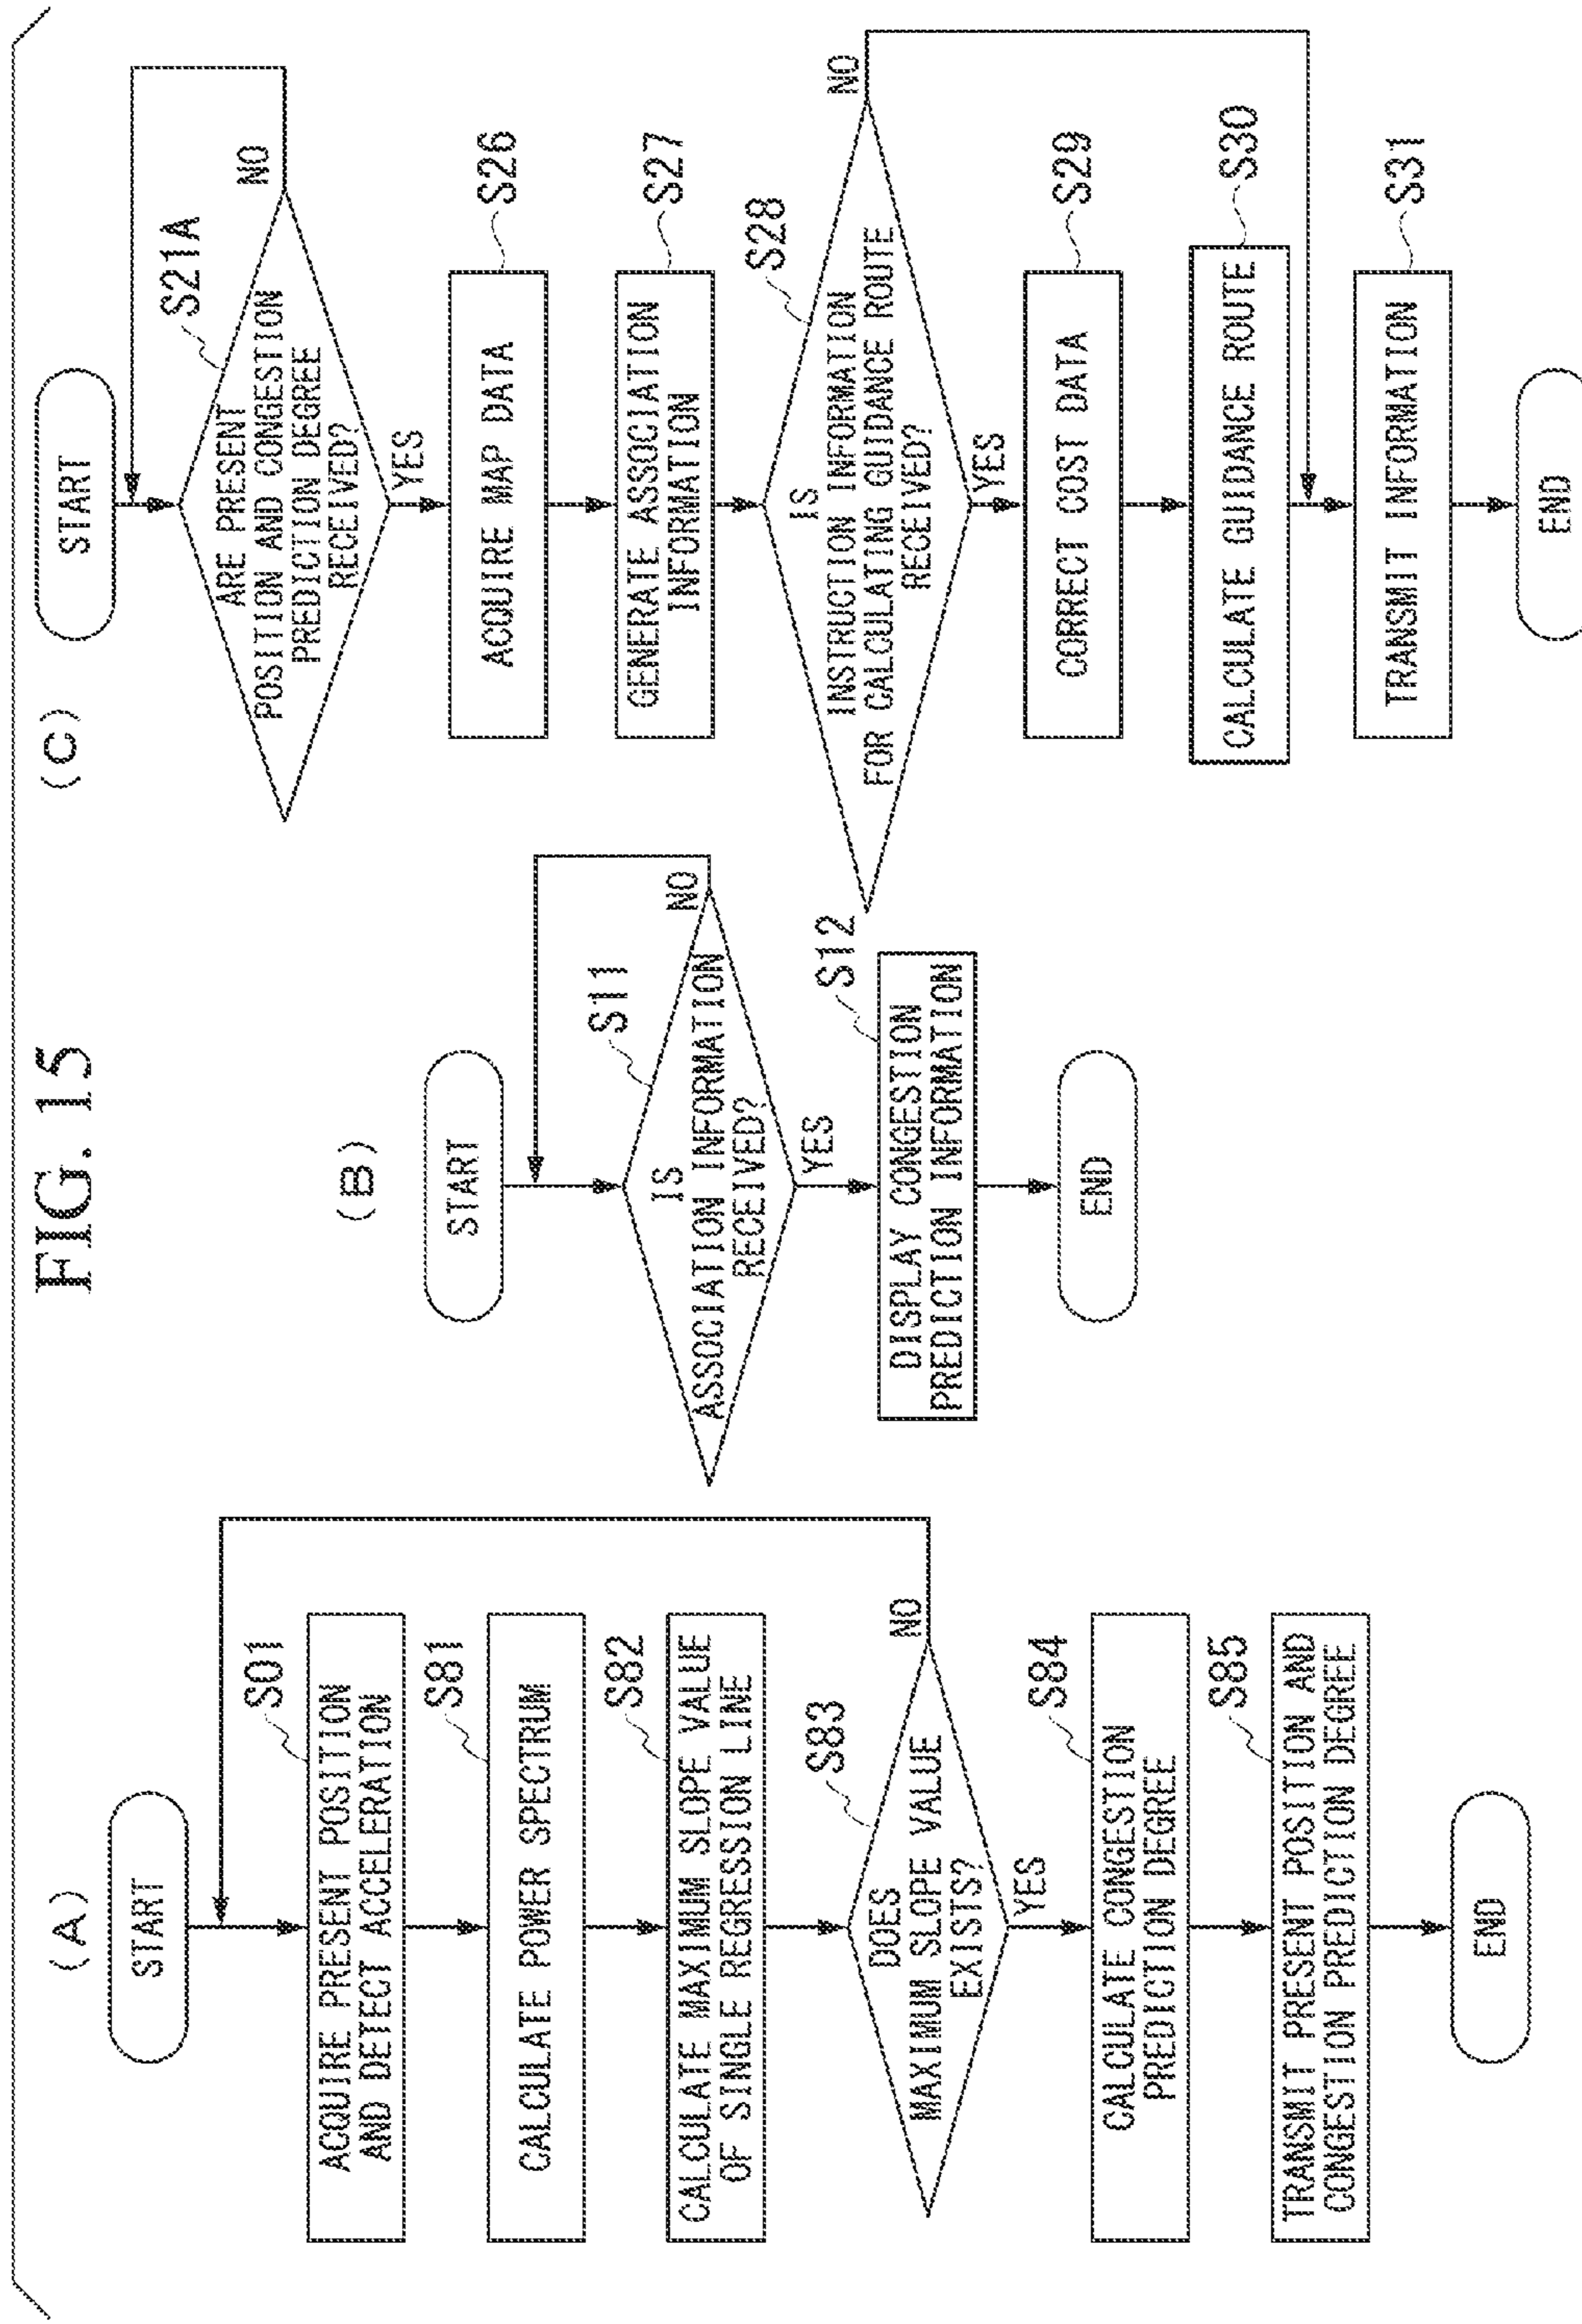 FIG. 15
(A)
START
S01
ACQUIRE PRESENT POSITION
AND DETECT ACCELERATION
S81
CALCULATE POWER SPECTRUM
S82
CALCULATE MAXIMUM SLOPE VALUE
OF SINGLE REGRESSION LINE
S83
DOES
MAXIMUM SLOPE VALUE
EXISTS?
NO
YES
S84
CALCULATE CONGESTION
PREDICTION DEGREE
S85
TRANSMIT PRESENT POSITION AND
CONGESTION PREDICTION DEGREE
END
(B)
START
S11
IS
ASSOCIATION INFORMATION
RECEIVED?
NO
YES
S12
DISPLAY CONGESTION
PREDICTION INFORMATION
END
(C)
START
S21A
ARE PRESENT
POSITION AND CONGESTION
PREDICTION DEGREE
RECEIVED?
NO
YES
S26
ACQUIRE MAP DATA
S27
GENERATE ASSOCIATION
INFORMATION
S28
IS
INSTRUCTION INFORMATION
FOR CALCULATING GUIDANCE ROUTE
RECEIVED?
NO
YES
S29
CORRECT COST DATA
S30
CALCULATE GUIDANCE ROUTE
S31
TRANSMIT INFORMATION
END